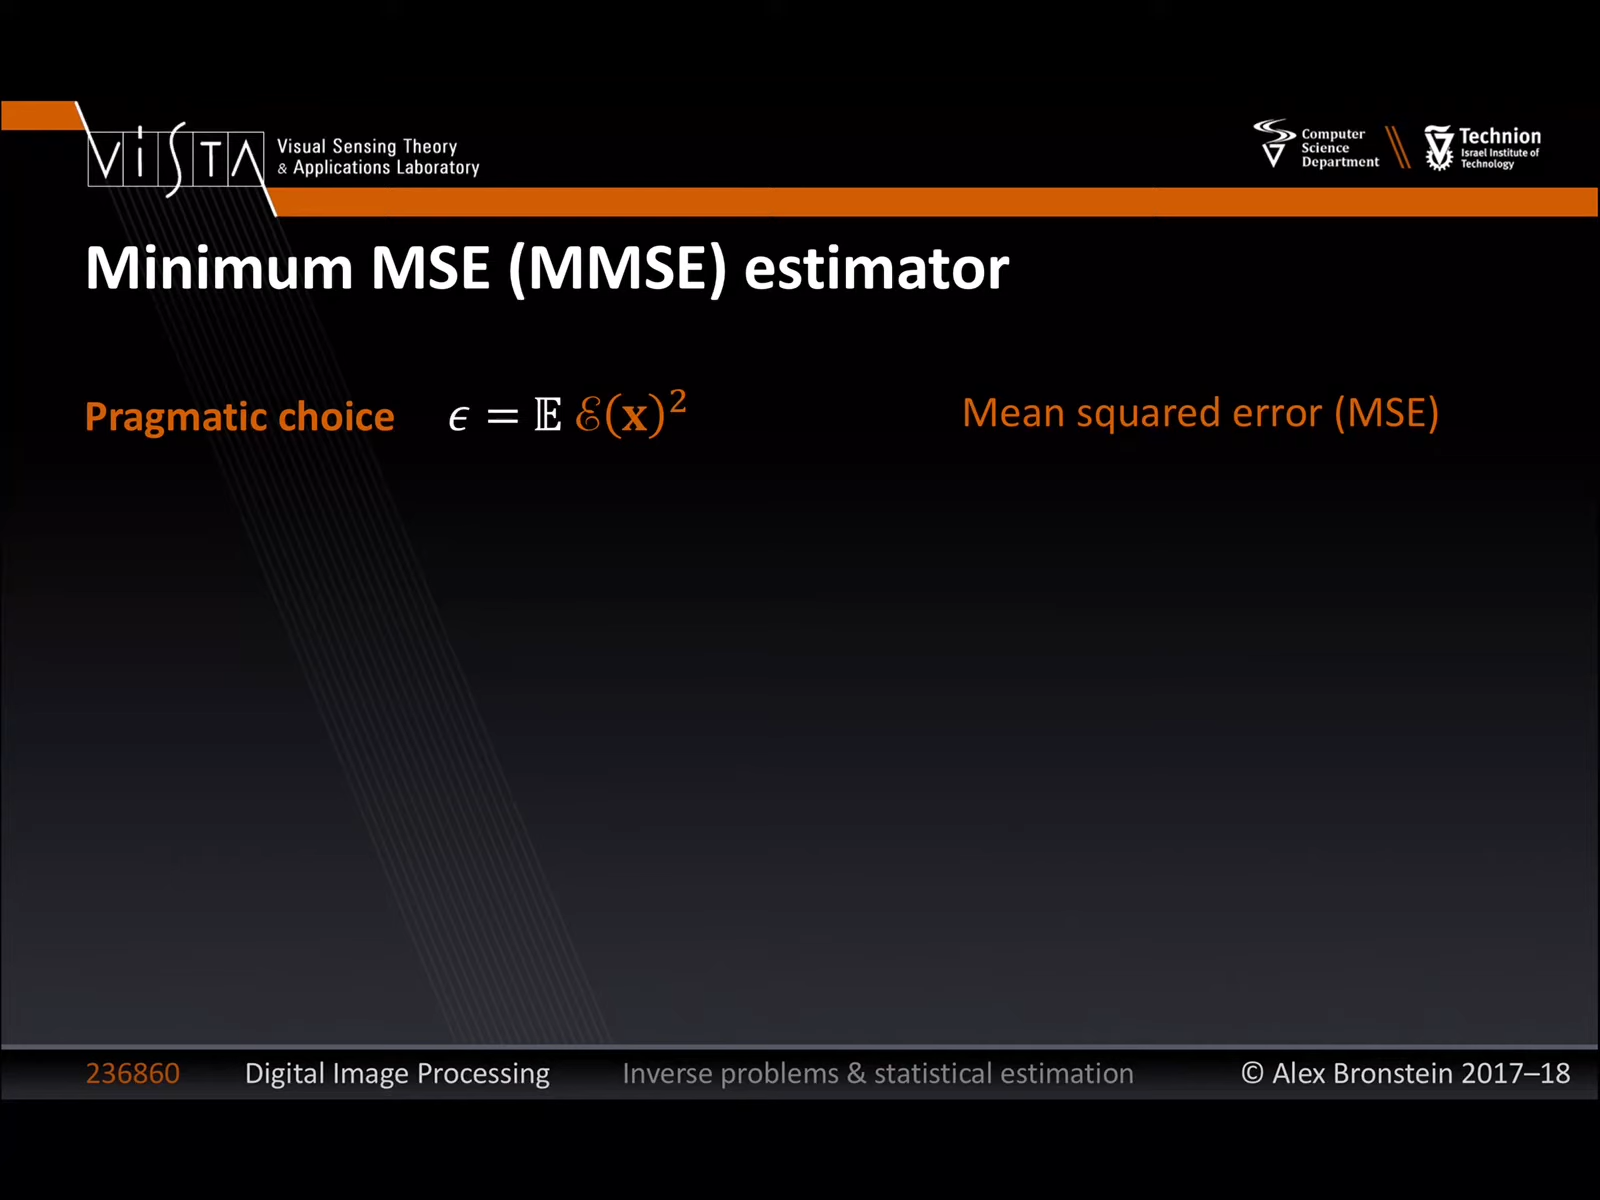 ViSTA
Visual Sensing Theory
& Applications Laboratory
Computer
Science
Department
Technion
Israel Institute of
Technology
Minimum MSE (MMSE) estimator
Pragmatic choice ϵ = 𝔼 ℰ(𝐱)² Mean squared error (MSE)
236860 Digital Image Processing Inverse problems & statistical estimation © Alex Bronstein 2017–18